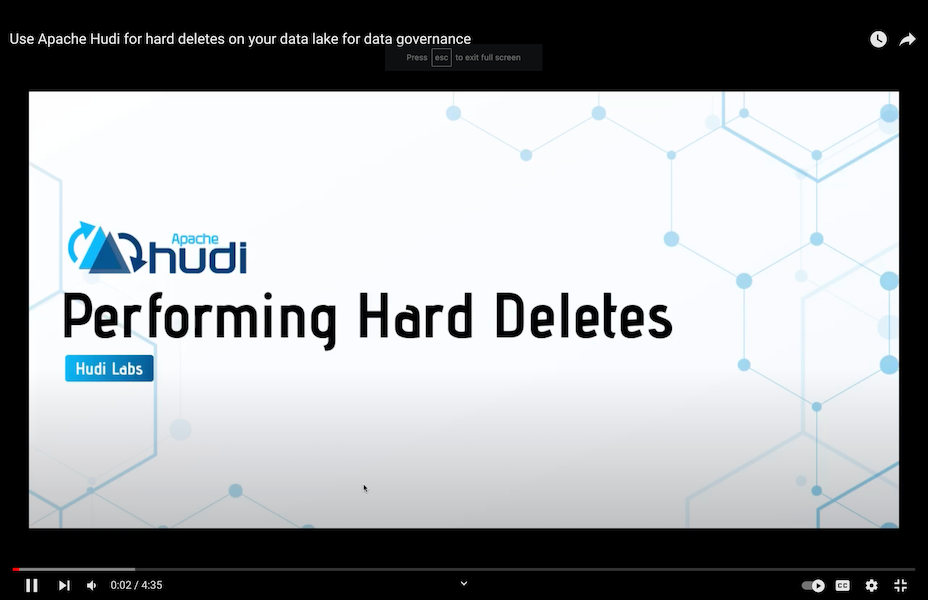 Use Apache Hudi for hard deletes on your data lake for data governance
Press esc to exit full screen
Apache
hudi
Performing Hard Deletes
Hudi Labs
0:02 / 4:35
CC